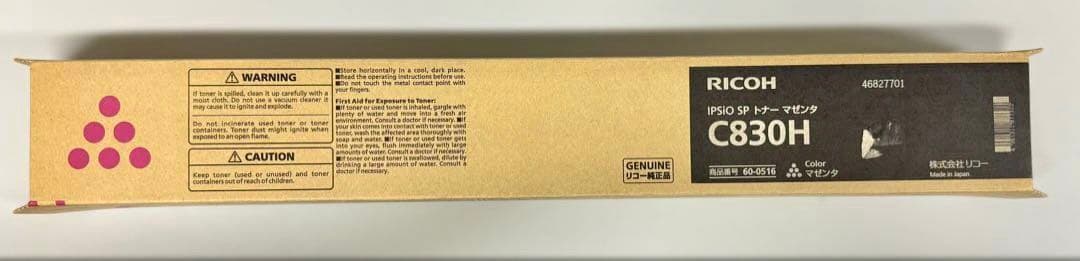 WARNING
If toner is spilled, clean it up carefully with a
moist cloth. Do not use a vacuum cleaner it
may cause it to ignite and explode.
Do not incinerate used toner or toner
containers. Toner dust might ignite when
exposed to an open flame.
CAUTION
Keep toner (used or unused) and toner
containers out of reach of children.
■Store horizontally in a cool, dark place.
■Read the operating instructions before use.
■Do not touch the metal contact point with
your fingers.
First Aid for Exposure to Toner:
■If toner or used toner is inhaled, gargle with
plenty of water and move into a fresh air
environment. Consult a doctor if necessary. ■If
your skin comes into contact with toner or used
toner, wash the affected area thoroughly with
soap and water. ■If toner or used toner gets
into your eyes, flush immediately with large
amounts of water. Consult a doctor if necessary.
■If toner or used toner is swallowed, dilute by
drinking a large amount of water. Consult a
doctor if necessary.
GENUINE
リコー純正品
RICOH
46827701
IPSiO SP トナー マゼンタ
C830H
商品番号 60-0516
Color
マゼンタ
株式会社リコー
Made in Japan